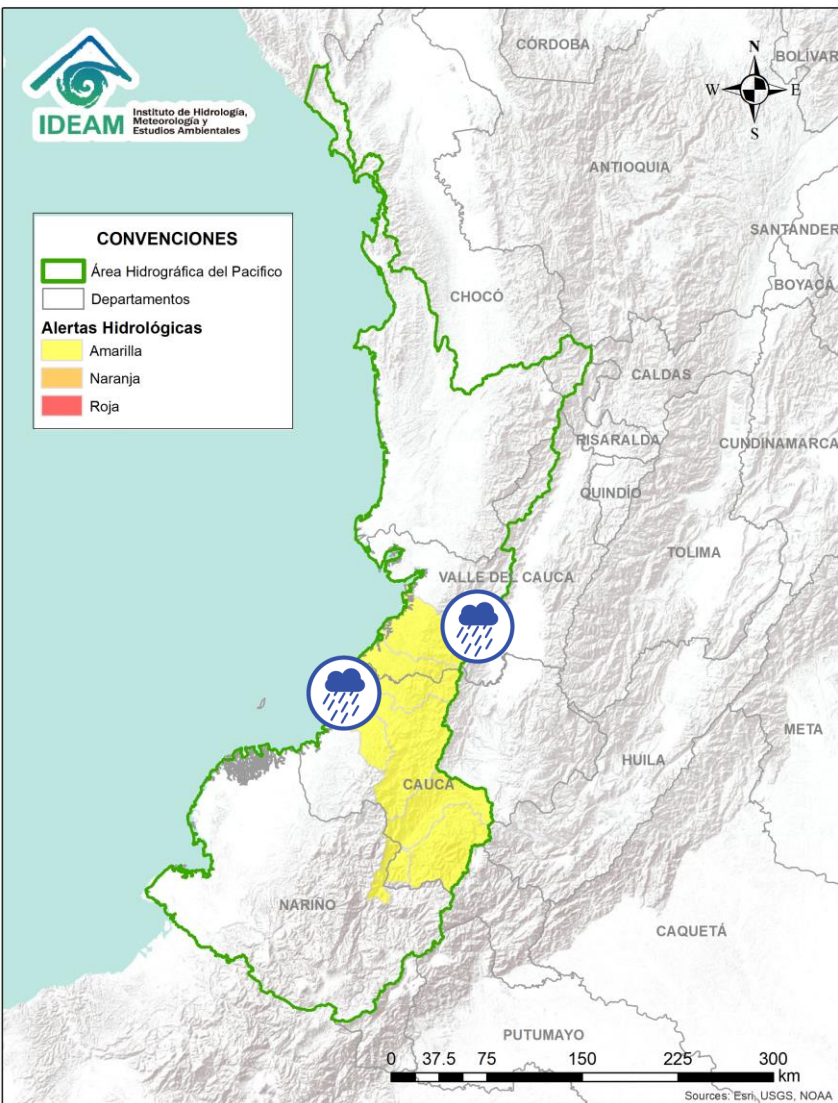 IDEAM
Instituto de Hidrología,
Meteorología y
Estudios Ambientales
N
W
E
S
CÓRDOBA
BOLÍVAR
ANTIOQUIA
SANTANDER
BOYACÁ
CONVENCIONES
Área Hidrográfica del Pacifico
Departamentos
Alertas Hidrológicas
Amarilla
Naranja
Roja
CHOCÓ
CALDAS
RISARALDA
CUNDINAMARCA
QUINDÍO
TOLIMA
VALLE DEL CAUCA
META
HUILA
CAUCA
NARIÑO
CAQUETÁ
PUTUMAYO
0 37.5 75 150 225 300
km
Sources: Esri, USGS, NOAA